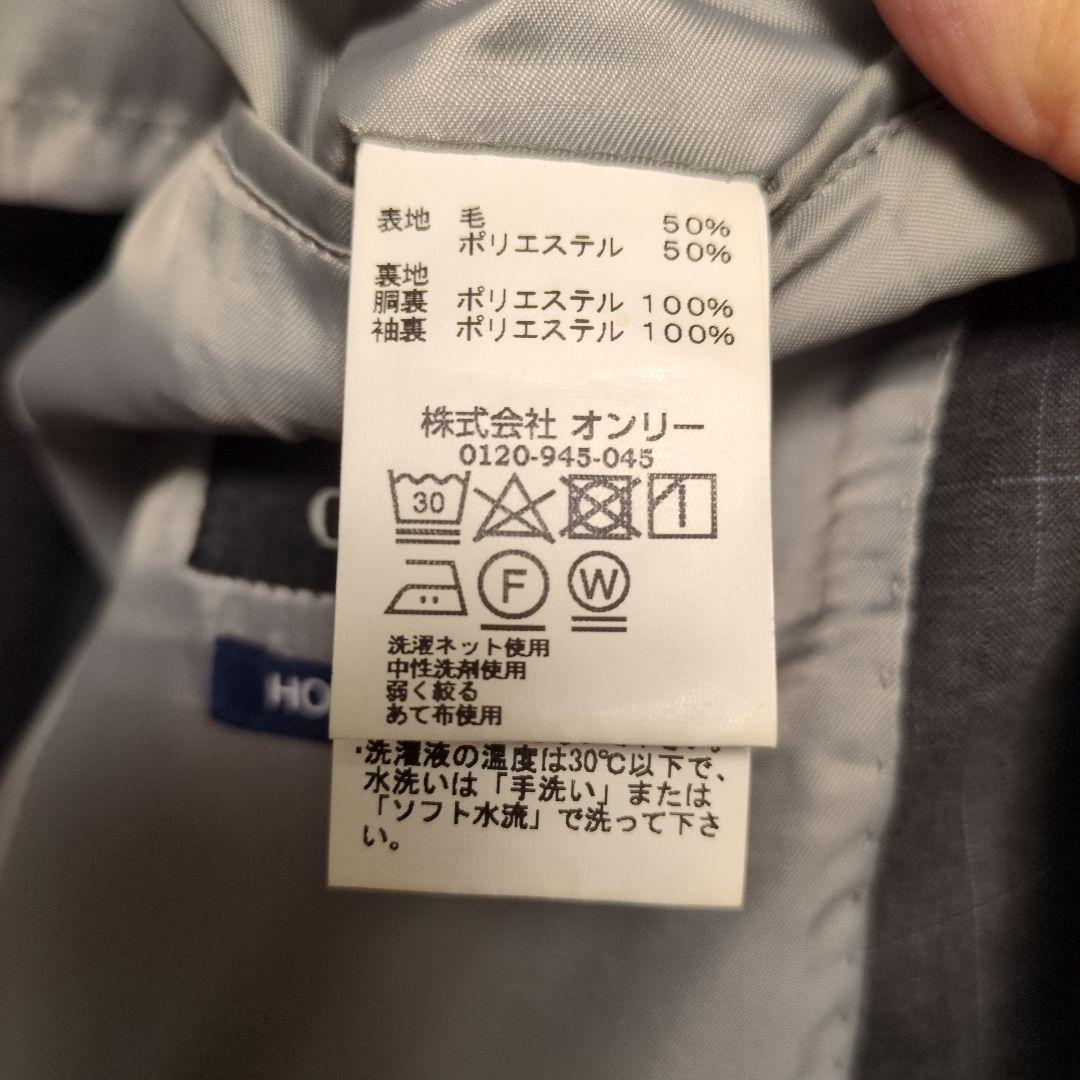 表地 毛 50%
ポリエステル 50%
裏地
胴裏 ポリエステル 100%
袖裏 ポリエステル 100%
株式会社 オンリー
0120-945-045
30
F W
洗濯ネット使用
中性洗剤使用
弱く絞る
あて布使用
・洗濯液の温度は30℃以下で、
水洗いは「手洗い」または
「ソフト水流」で洗って下さ
い。
HO